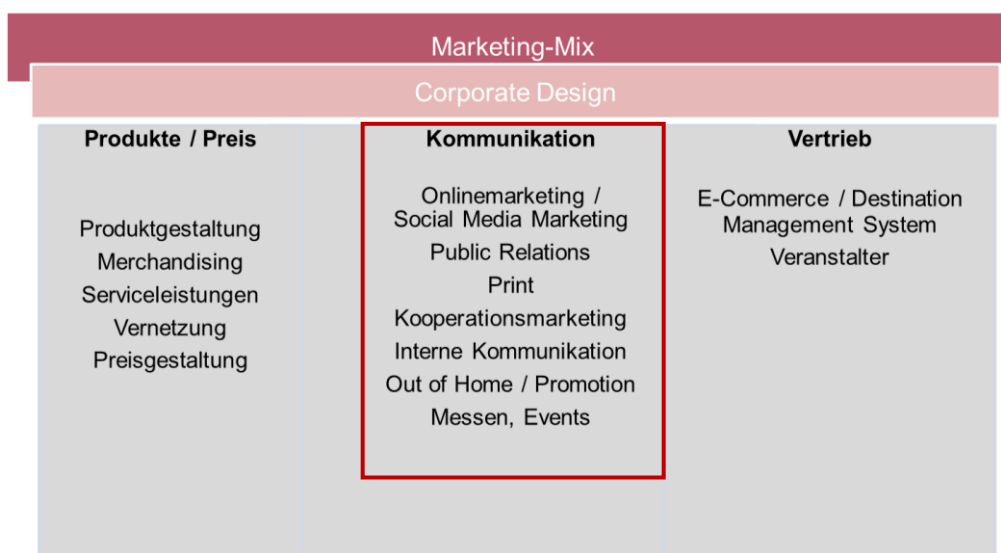 Marketing-Mix
Corporate Design
Produkte / Preis
Produktgestaltung
Merchandising
Serviceleistungen
Vernetzung
Preisgestaltung
Kommunikation
Onlinemarketing /
Social Media Marketing
Public Relations
Print
Kooperationsmarketing
Interne Kommunikation
Out of Home / Promotion
Messen, Events
Vertrieb
E-Commerce / Destination
Management System
Veranstalter